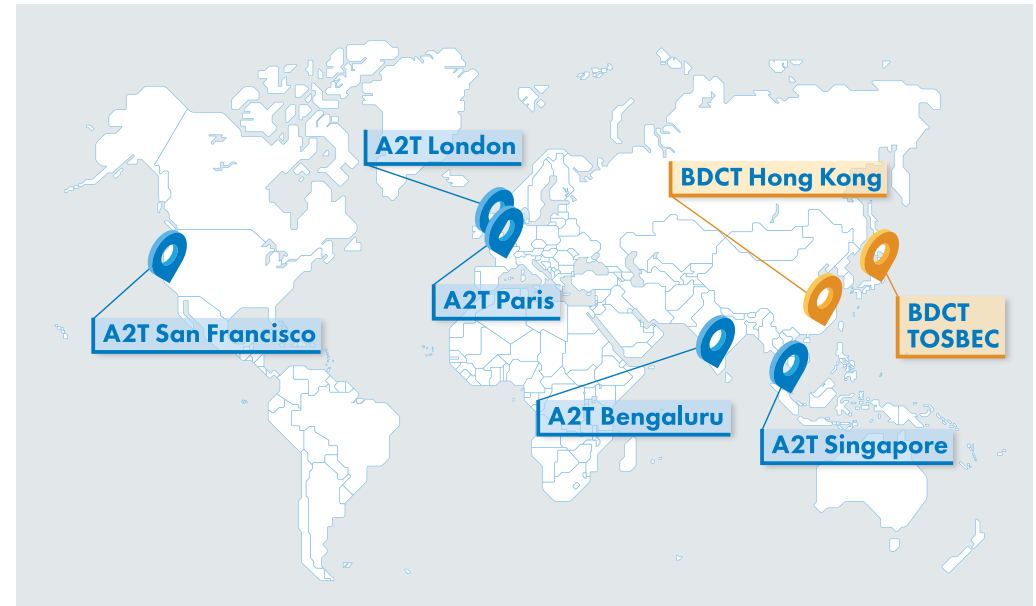 A2T London
BDCT Hong Kong
A2T Paris
A2T San Francisco
BDCT
TOSBEC
A2T Bengaluru
A2T Singapore